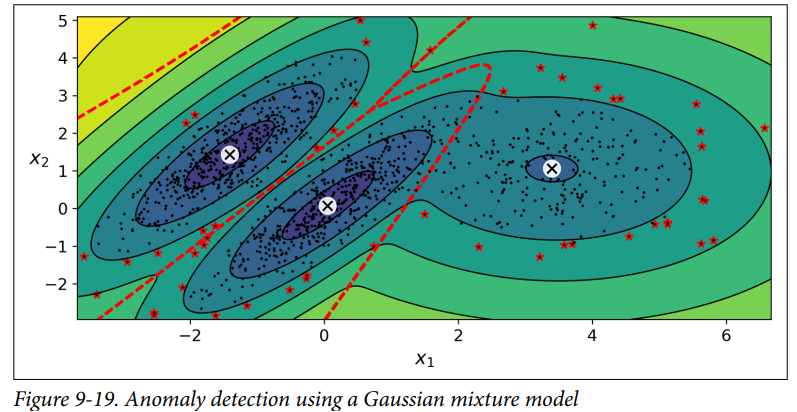 5
4
3
2
1
0
−1
−2
x2
−2 0 2 4 6
x1
Figure 9-19. Anomaly detection using a Gaussian mixture model